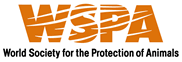 WSPA
World Society for the Protection of Animals